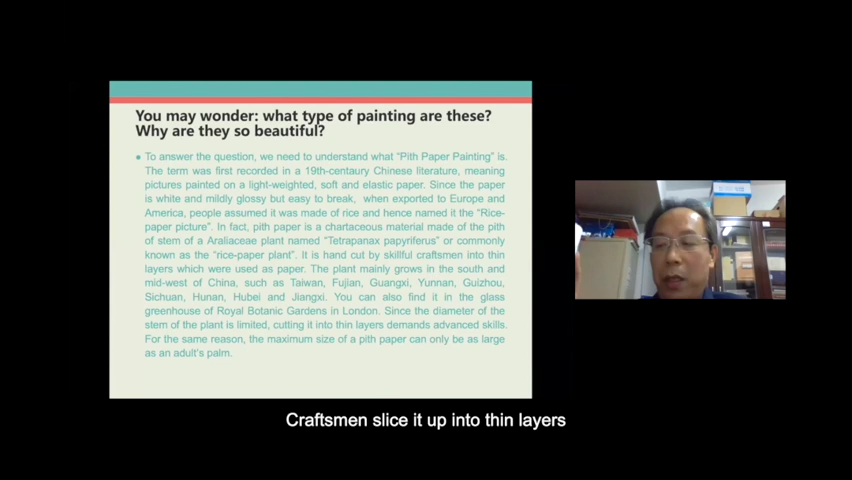 You may wonder: what type of painting are these?
Why are they so beautiful?
To answer the question, we need to understand what “Pith Paper Painting” is.
The term was first recorded in a 19th-centaury Chinese literature, meaning
pictures painted on a light-weighted, soft and elastic paper. Since the paper
is white and mildly glossy but easy to break, when exported to Europe and
America, people assumed it was made of rice and hence named it the “Rice-
paper picture”. In fact, pith paper is a chartaceous material made of the pith
of stem of a Araliaceae plant named “Tetrapanax papyriferus” or commonly
known as the “rice-paper plant”. It is hand cut by skillful craftsmen into thin
layers which were used as paper. The plant mainly grows in the south and
mid-west of China, such as Taiwan, Fujian, Guangxi, Yunnan, Guizhou,
Sichuan, Hunan, Hubei and Jiangxi. You can also find it in the glass
greenhouse of Royal Botanic Gardens in London. Since the diameter of the
stem of the plant is limited, cutting it into thin layers demands advanced skills.
For the same reason, the maximum size of a pith paper can only be as large
as an adult’s palm.
Craftsmen slice it up into thin layers